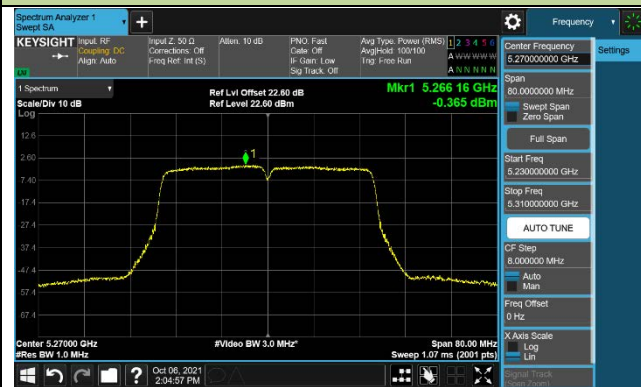 Spectrum Analyzer 1
Swept SA
Frequency
KEYSIGHT
Input: RF
Coupling: DC
Align: Auto
Input Z: 50 Ω
Corrections: Off
Freq Ref: Int (S)
Atten: 10 dB
PNO: Fast
Gate: Off
IF Gain: Low
Sig Track: Off
Avg Type: Power (RMS)
Avg|Hold: 100/100
Trig: Free Run
1 2 3 4 5 6
A W W W W W
A N N N N N
LXI
1 Spectrum
Scale/Div 10 dB
Log
Ref Lvl Offset 22.60 dB
Ref Level 22.60 dBm
Mkr1 5.266 16 GHz
-0.365 dBm
1
12.6
2.60
-7.40
-17.4
-27.4
-37.4
-47.4
-57.4
-67.4
Center 5.27000 GHz
#Res BW 1.0 MHz
#Video BW 3.0 MHz*
Span 80.00 MHz
Sweep 1.07 ms (2001 pts)
Oct 06, 2021
2:04:57 PM
Center Frequency
5.270000000 GHz
Settings
Span
80.0000000 MHz
Swept Span
Zero Span
Full Span
Start Freq
5.230000000 GHz
Stop Freq
5.310000000 GHz
AUTO TUNE
CF Step
8.000000 MHz
Auto
Man
Freq Offset
0 Hz
X Axis Scale
Log
Lin
Signal Track
(Span Zoom)